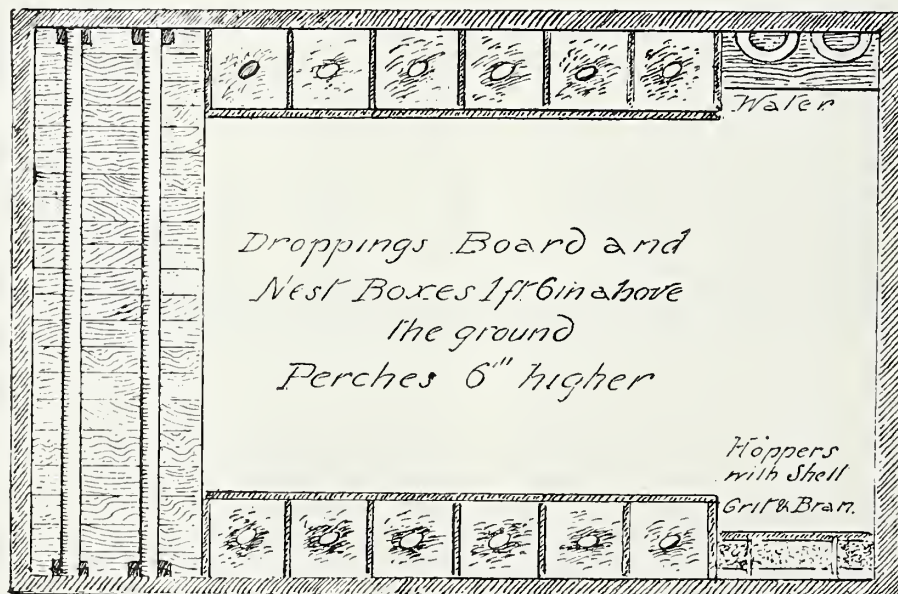 Water
Droppings Board and
Nest Boxes 1ft 6in above
the ground
Perches 6" higher
Hoppers
with Shell
Grit & Bran.